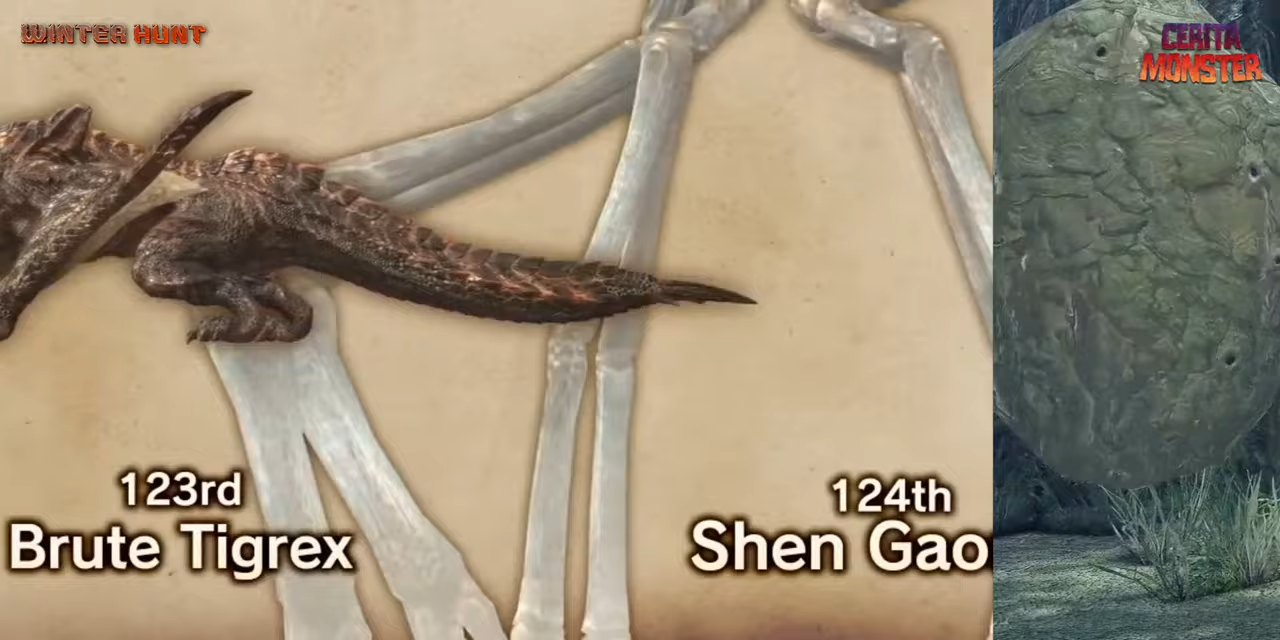 WINTER HUNT
CERITA
MONSTER
123rd
Brute Tigrex
124th
Shen Gao